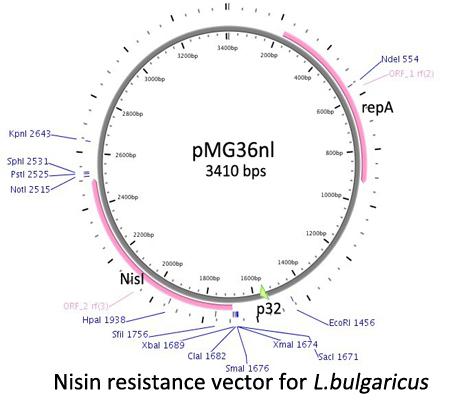 3200bp
3400bp
200bp
400bp
600bp
800bp
1000bp
1200bp
1400bp
1600bp
1800bp
2000bp
2200bp
2400bp
2600bp
2800bp
3000bp
NdeI 554
ORF_1 rf(2)
repA
KpnI 2643
SphI 2531
PstI 2525
NotI 2515
pMG36nl
3410 bps
NisI
ORF_2 rf(3)
HpaI 1938
SfiI 1756
XbaI 1689
ClaI 1682
SmaI 1676
p32
EcoRI 1456
XmaI 1674
SacI 1671
Nisin resistance vector for L.bulgaricus